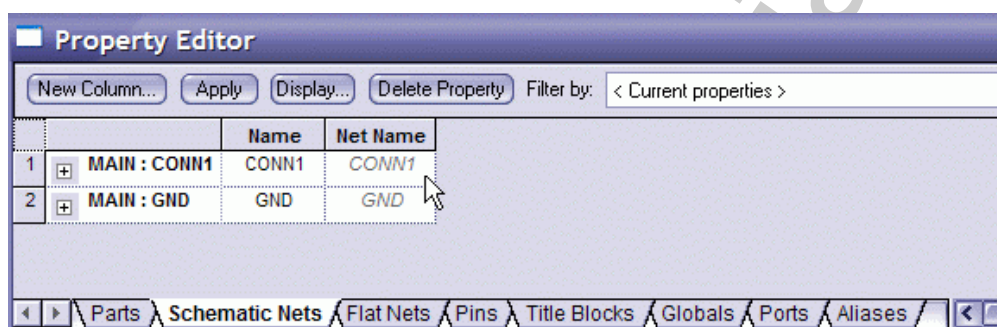 Property Editor
New Column... Apply Display... Delete Property Filter by: < Current properties >
Name Net Name
1 MAIN : CONN1 CONN1 CONN1
2 MAIN : GND GND GND
Parts Schematic Nets Flat Nets Pins Title Blocks Globals Ports Aliases